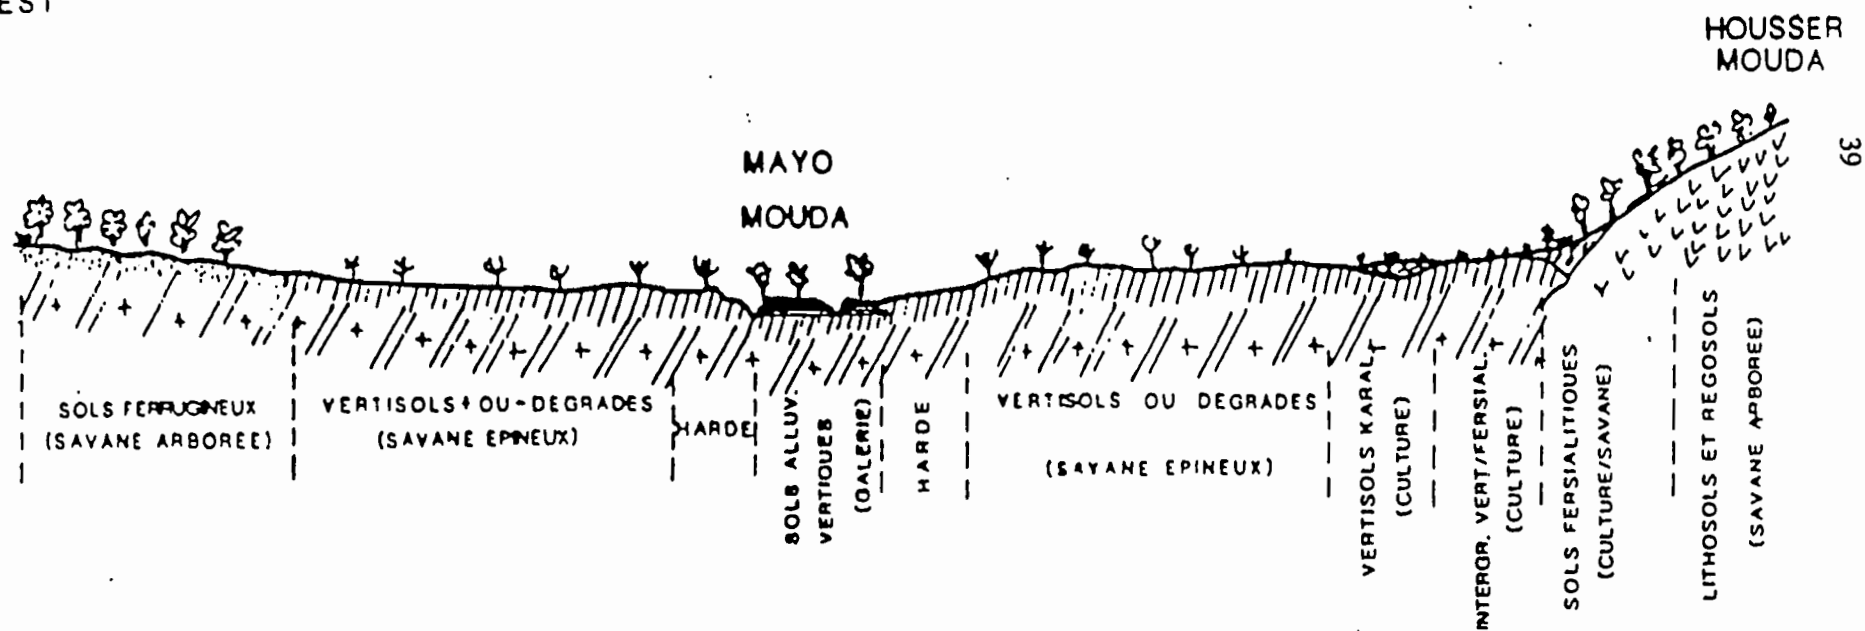 EST
HOUSSER
MOUDA
39
MAYO
MOUDA
SOLS FERRUGINEUX
(SAVANE ARBOREE)
VERTISOLS + OU - DEGRADES
(SAVANE EPINEUX)
HARDE
SOLS ALLUV.
VERTIQUES
(GALERIE)
HARDE
VERTISOLS OU DEGRADES
(SAVANE EPINEUX)
VERTISOLS KARAL
(CULTURE)
INTERGR. VERT/FERSIAL.
(CULTURE)
SOLS FERSIALITIQUES
(CULTURE/SAVANE)
LITHOSOLS ET REGOSOLS
(SAVANE ARBOREE)